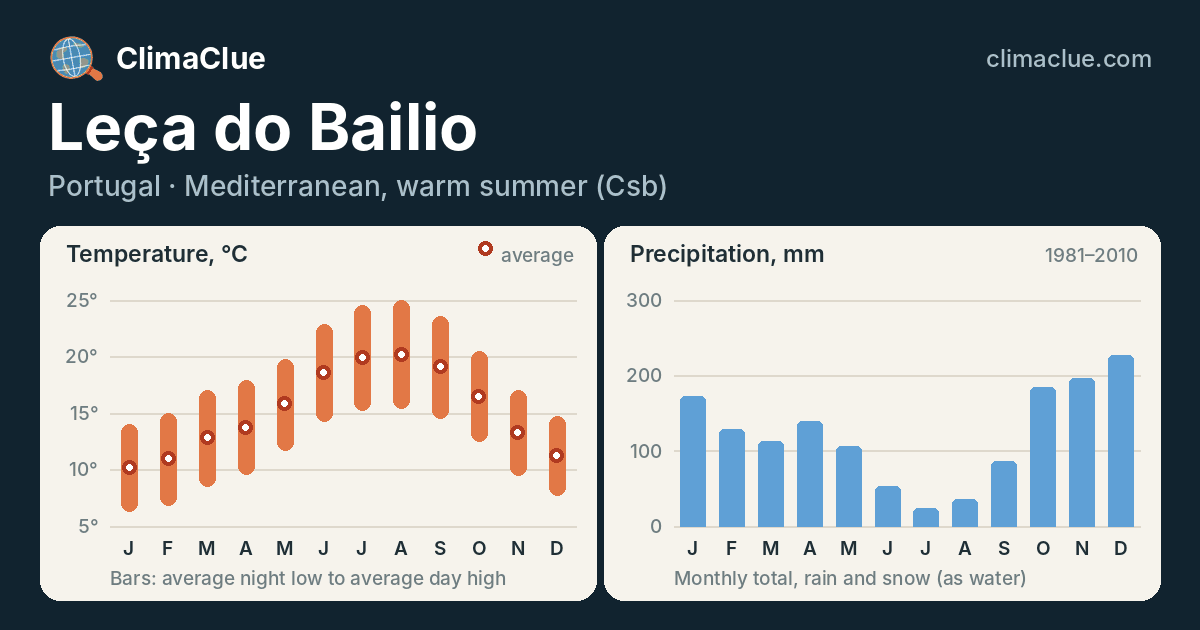 ClimaClue
climaclue.com
Leça do Bailio
Portugal · Mediterranean, warm summer (Csb)
Temperature, °C
average
25°
20°
15°
10°
5°
J F M A M J J A S O N D
Bars: average night low to average day high
Precipitation, mm
1981–2010
300
200
100
0
J F M A M J J A S O N D
Monthly total, rain and snow (as water)